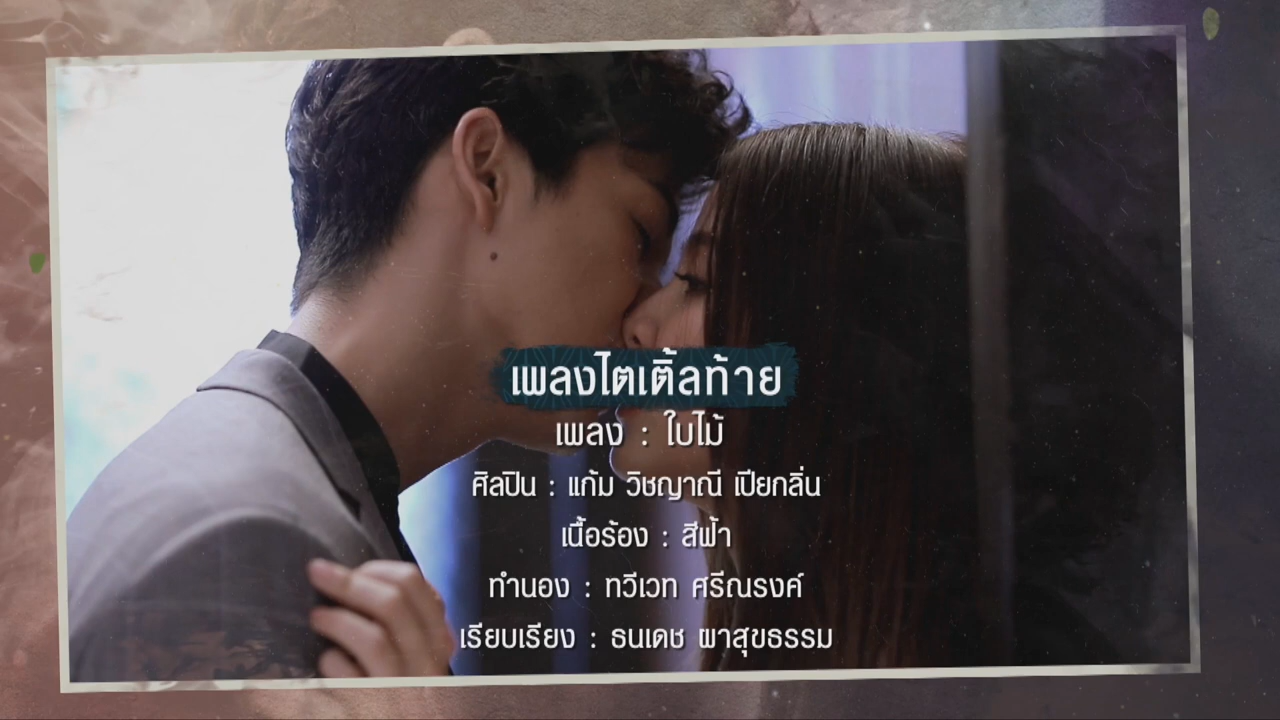 เพลงไตเติ้ลท้าย
เพลง : ใบไม้
ศิลปิน : แก้ม วิชญาณี เปียกลิ่น
เนื้อร้อง : สีฟ้า
ทำนอง : ทวีเวท ศรีณรงค์
เรียบเรียง : ธนเดช ผาสุขธรรม